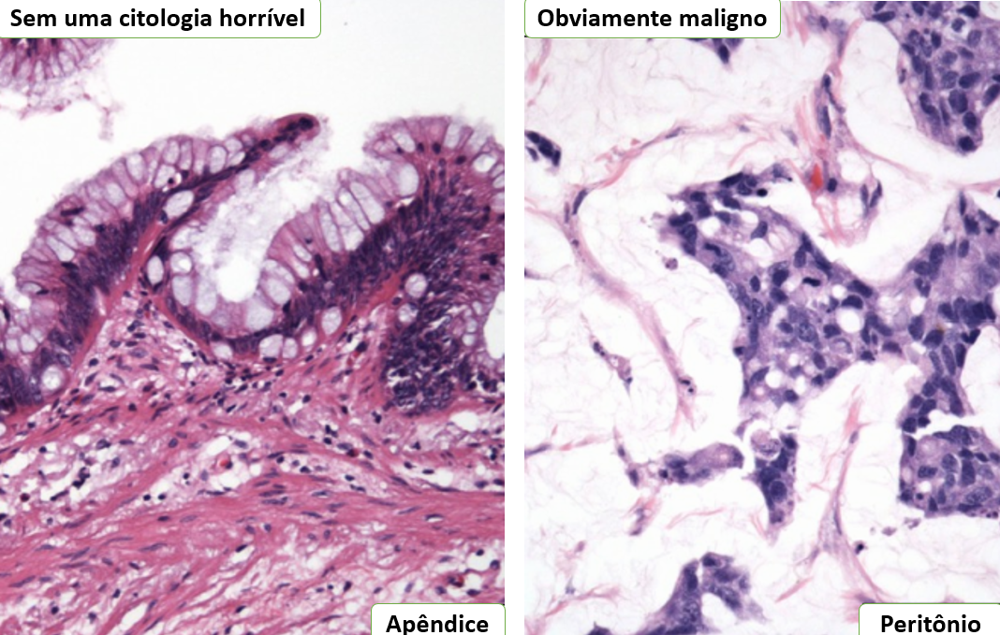 Sem uma citologia horrível
Obviamente maligno
Apêndice
Peritônio